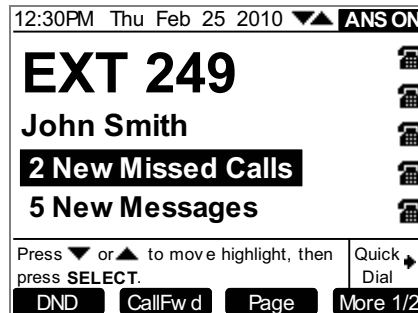 12:30PM Thu Feb 25 2010 ▼▲ ANS ON
EXT 249
John Smith
2 New Missed Calls
5 New Messages
Press ▼ or ▲ to move highlight, then
press SELECT.
Quick
Dial
DND CallFwd Page More 1/2